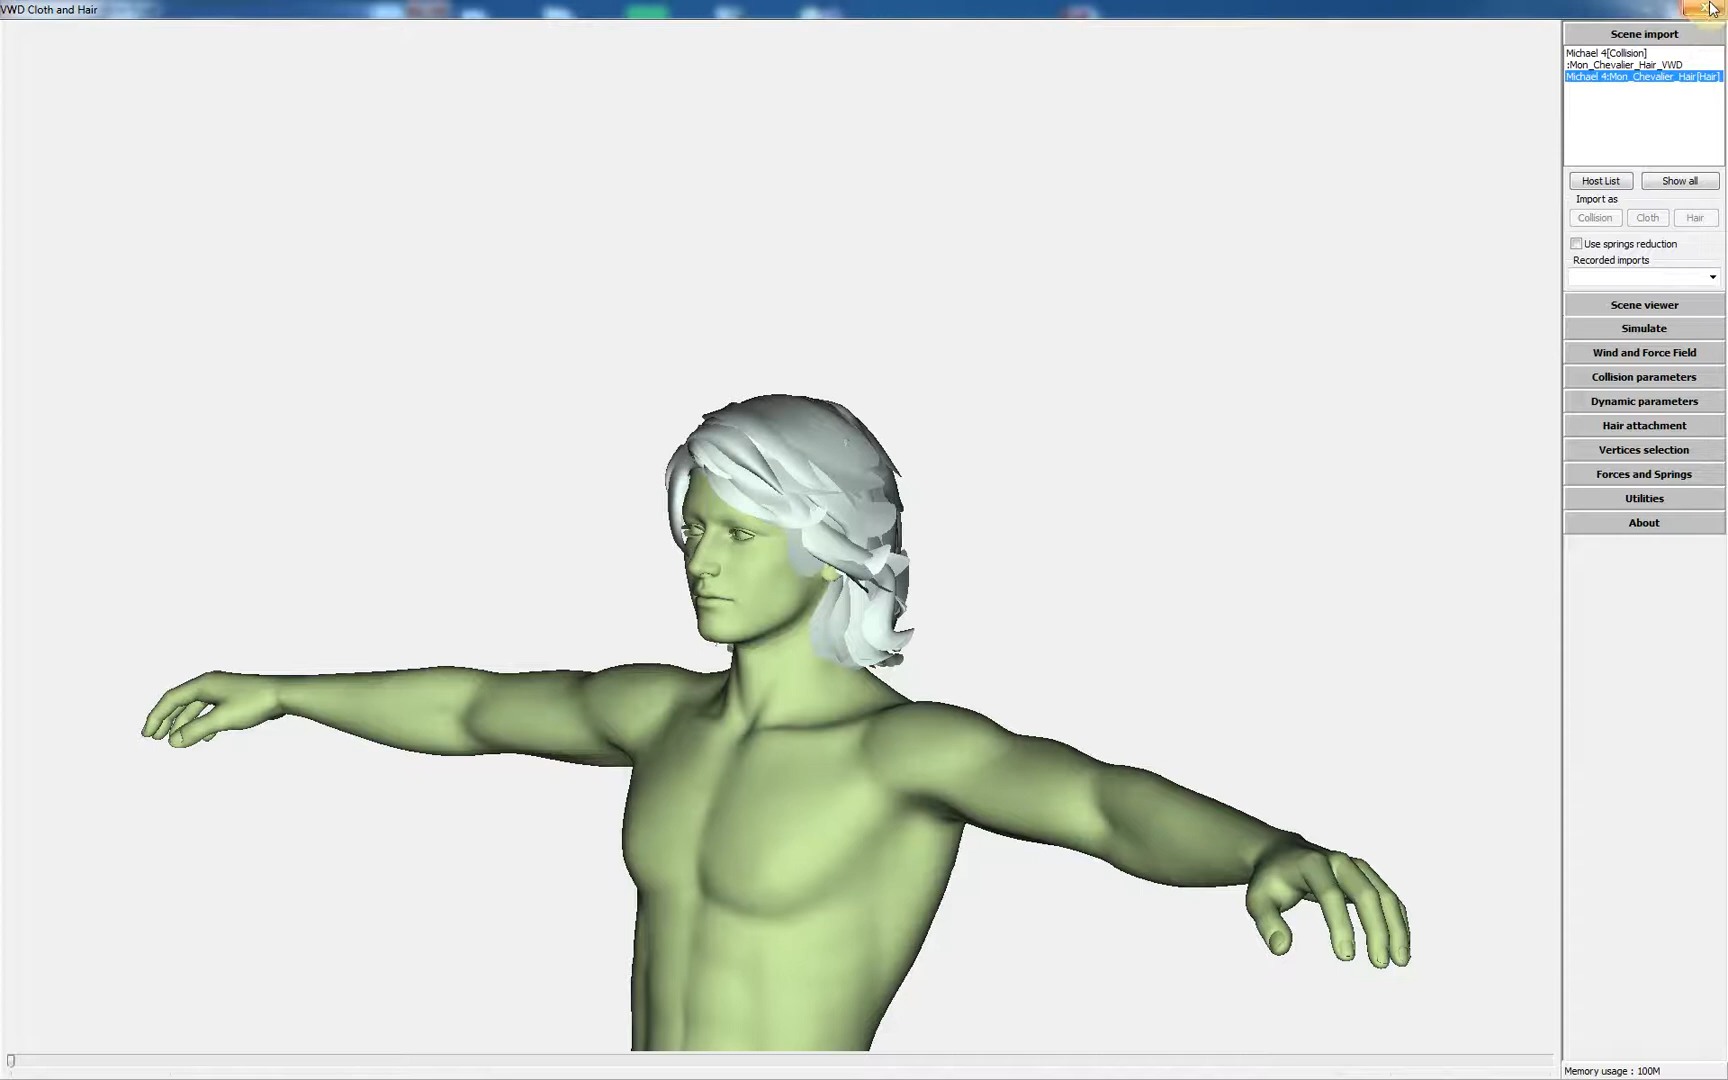 VWD Cloth and Hair
Scene import
Michael 4[Collision]
:Mon_Chevalier_Hair_VWD
Michael 4:Mon_Chevalier_Hair[Hair]
Host List
Show all
Import as
Collision
Cloth
Hair
Use springs reduction
Recorded imports
Scene viewer
Simulate
Wind and Force Field
Collision parameters
Dynamic parameters
Hair attachment
Vertices selection
Forces and Springs
Utilities
About
Memory usage : 100M